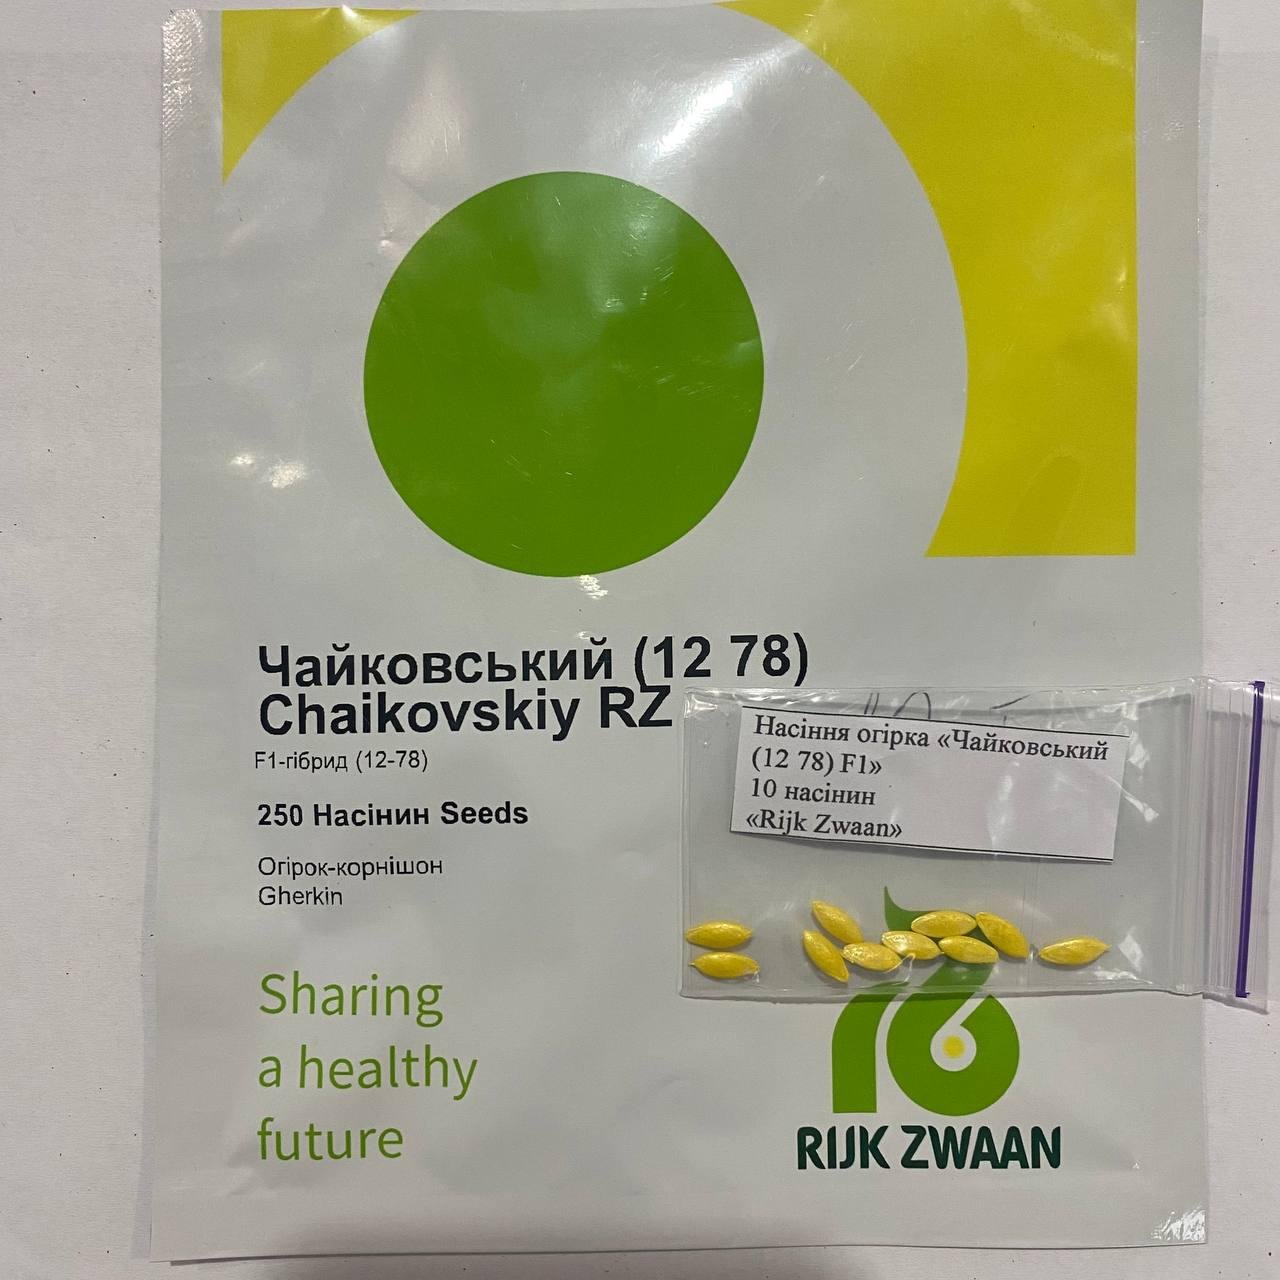 Чайковський (12 78)
Chaikovskiy RZ
F1-гібрид (12-78)
250 Насінин Seeds
Огірок-корнішон
Gherkin
Sharing
a healthy
future
Насіння огірка «Чайковський
(12 78) F1»
10 насінин
«Rijk Zwaan»
RIJK ZWAAN